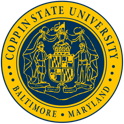 COPPIN STATE UNIVERSITY
BALTIMORE • MARYLAND